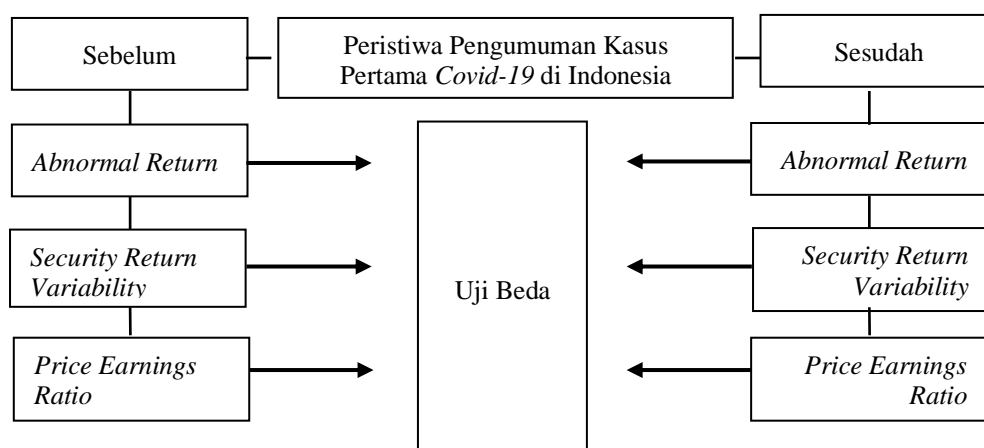 Sebelum
Peristiwa Pengumuman Kasus
Pertama Covid-19 di Indonesia
Sesudah
Abnormal Return
Abnormal Return
Security Return
Variability
Security Return
Variability
Uji Beda
Price Earnings
Ratio
Price Earnings
Ratio